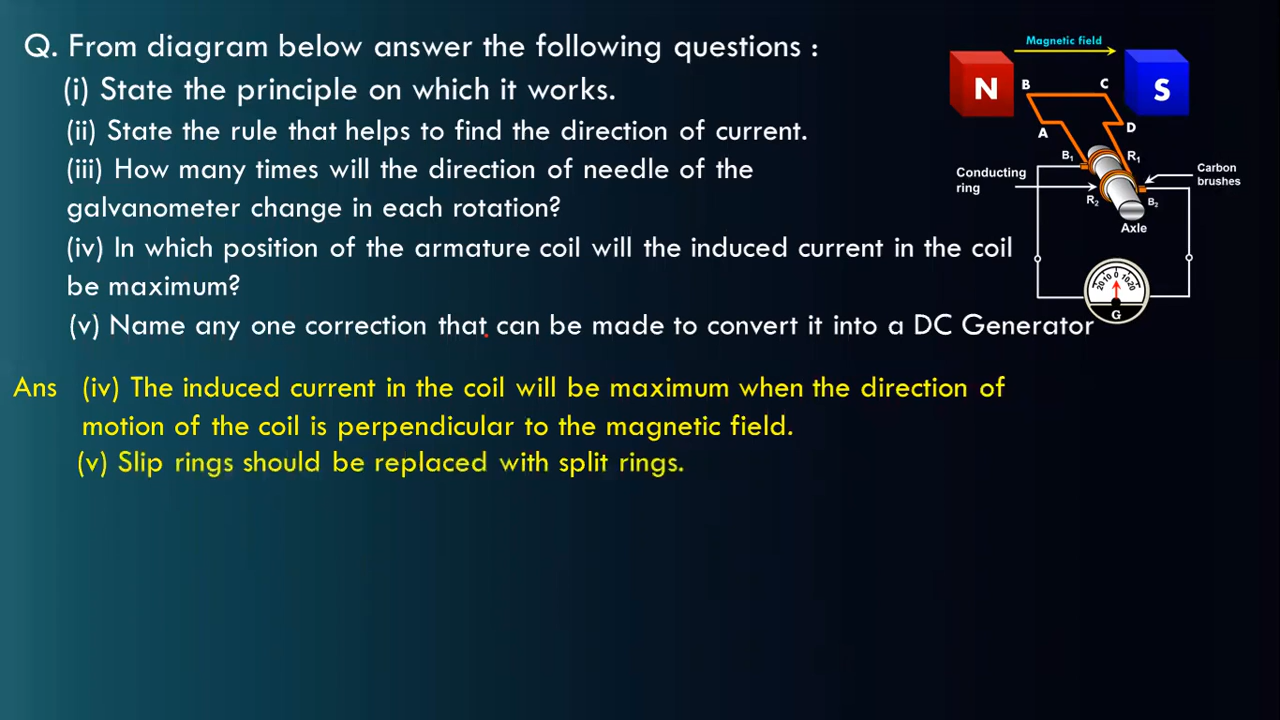 Q. From diagram below answer the following questions :
(i) State the principle on which it works.
(ii) State the rule that helps to find the direction of current.
(iii) How many times will the direction of needle of the
galvanometer change in each rotation?
(iv) In which position of the armature coil will the induced current in the coil
be maximum?
(v) Name any one correction that can be made to convert it into a DC Generator
Magnetic field
N
S
B
C
A
D
B1
R1
Conducting
ring
Carbon
brushes
R2
B2
Axle
20 10 0 10 20
G
Ans (iv) The induced current in the coil will be maximum when the direction of
motion of the coil is perpendicular to the magnetic field.
(v) Slip rings should be replaced with split rings.